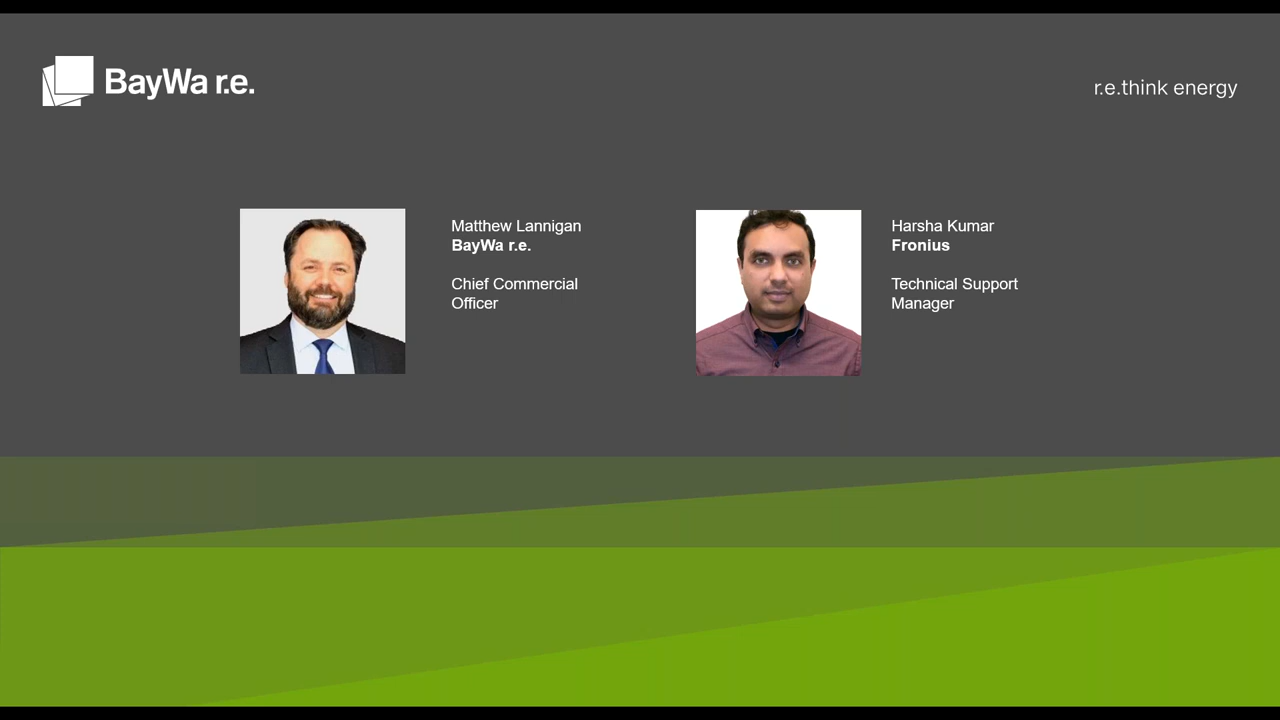 BayWa r.e.
r.e.think energy
Matthew Lannigan
BayWa r.e.
Chief Commercial
Officer
Harsha Kumar
Fronius
Technical Support
Manager